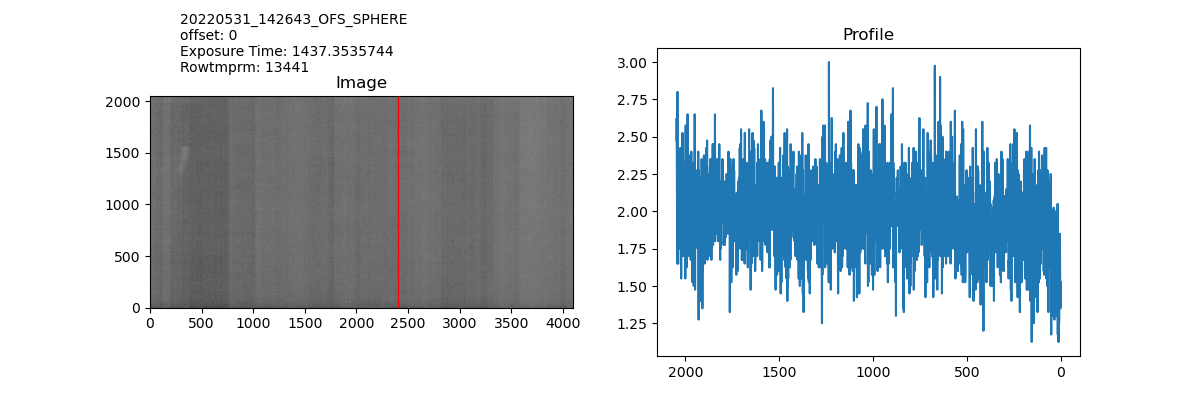 20220531_142643_OFS_SPHERE
offset: 0
Exposure Time: 1437.3535744
Rowtmprm: 13441
Image
2000
1500
1000
500
0
0 500 1000 1500 2000 2500 3000 3500 4000
Profile
3.00
2.75
2.50
2.25
2.00
1.75
1.50
1.25
2000 1500 1000 500 0